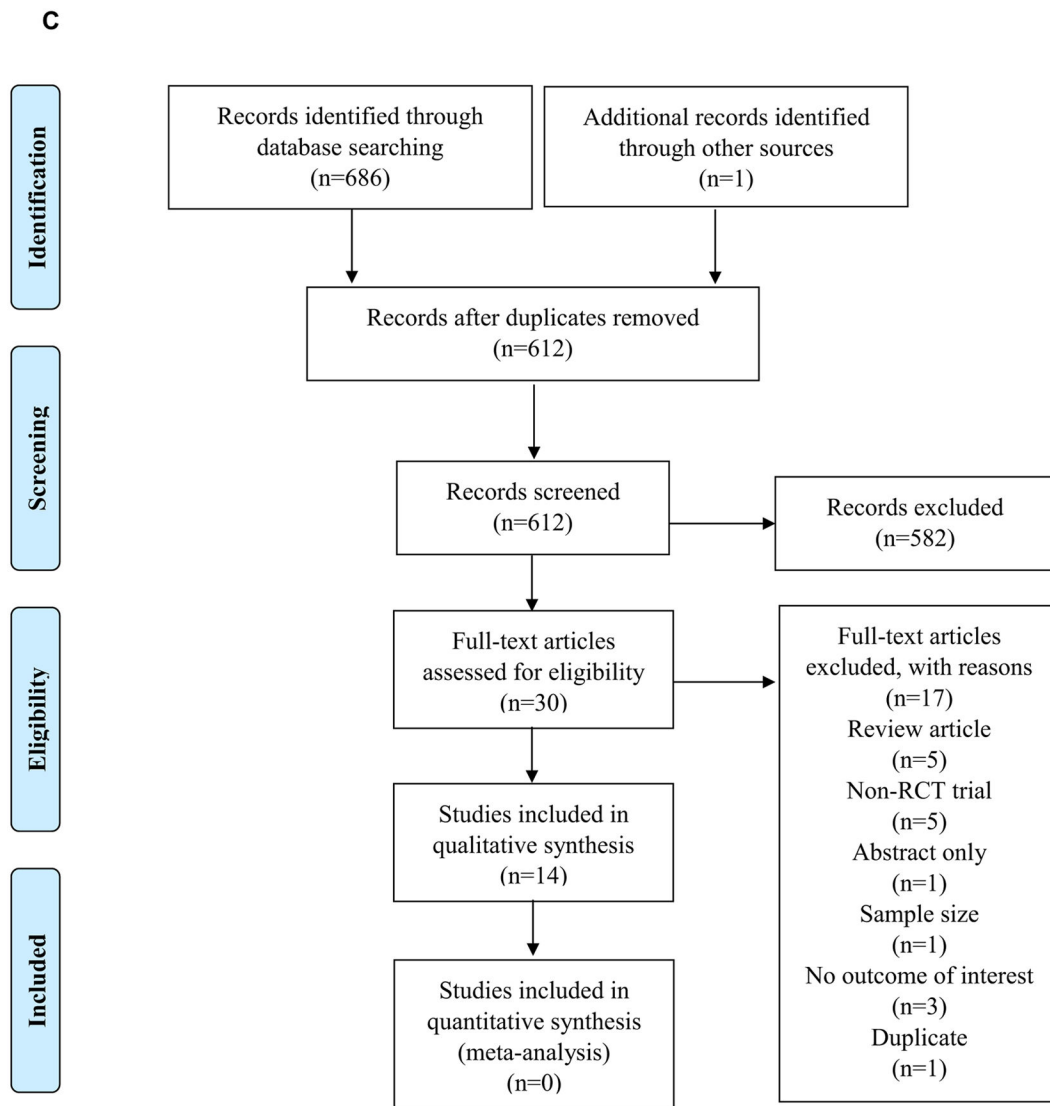 C
Identification
Records identified through
database searching
(n=686)
Additional records identified
through other sources
(n=1)
Records after duplicates removed
(n=612)
Screening
Records screened
(n=612)
Records excluded
(n=582)
Eligibility
Full-text articles
assessed for eligibility
(n=30)
Full-text articles
excluded, with reasons
(n=17)
Review article
(n=5)
Non-RCT trial
(n=5)
Abstract only
(n=1)
Sample size
(n=1)
No outcome of interest
(n=3)
Duplicate
(n=1)
Studies included in
qualitative synthesis
(n=14)
Included
Studies included in
quantitative synthesis
(meta-analysis)
(n=0)